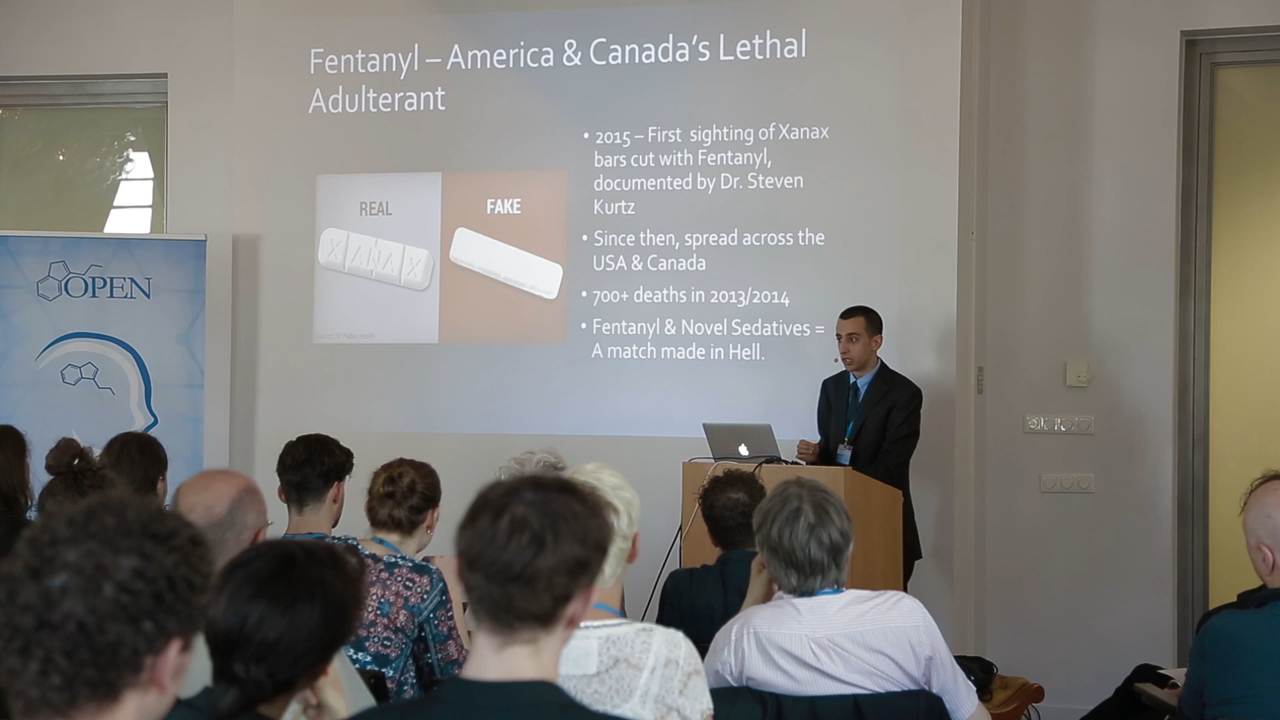 Fentanyl – America & Canada's Lethal
Adulterant
REAL
XANAX
FAKE
• 2015 – First sighting of Xanax
bars cut with Fentanyl,
documented by Dr. Steven
Kurtz
• Since then, spread across the
USA & Canada
• 700+ deaths in 2013/2014
• Fentanyl & Novel Sedatives =
A match made in Hell.
OPEN